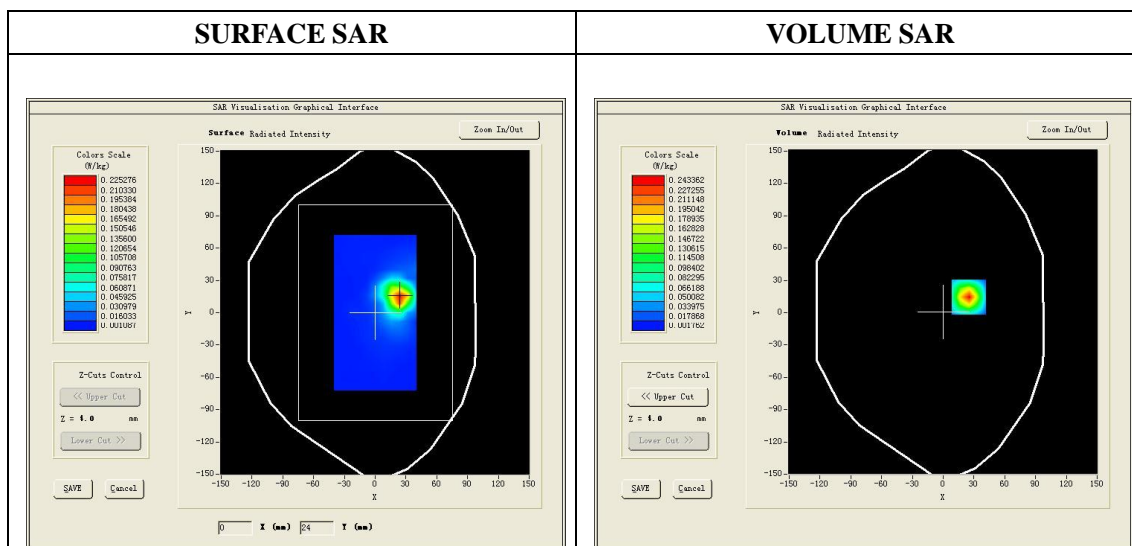 SURFACE SAR
VOLUME SAR
SAR Visualisation Graphical Interface
Surface Radiated Intensity
Zoom In/Out
Colors Scale
(W/kg)
0.225276
0.210330
0.195384
0.180438
0.165492
0.150546
0.135600
0.120654
0.105708
0.090763
0.075817
0.060871
0.045925
0.030979
0.016033
0.001087
150
120
90
60
30
0
-30
-60
-90
-120
-150
Y
-150 -120 -90 -60 -30 0 30 60 90 120 150
X
Z-Cuts Control
<< Upper Cut
Z = 4.0 mm
Lower Cut >>
SAVE Cancel
0 X (mm) 24 Y (mm)
SAR Visualisation Graphical Interface
Volume Radiated Intensity
Zoom In/Out
Colors Scale
(W/kg)
0.243362
0.227255
0.211148
0.195042
0.178935
0.162828
0.146722
0.130615
0.114508
0.098402
0.082295
0.066188
0.050082
0.033975
0.017868
0.001762
150
120
90
60
30
0
-30
-60
-90
-120
-150
Y
-150 -120 -90 -60 -30 0 30 60 90 120 150
X
Z-Cuts Control
<< Upper Cut
Z = 4.0 mm
Lower Cut >>
SAVE Cancel